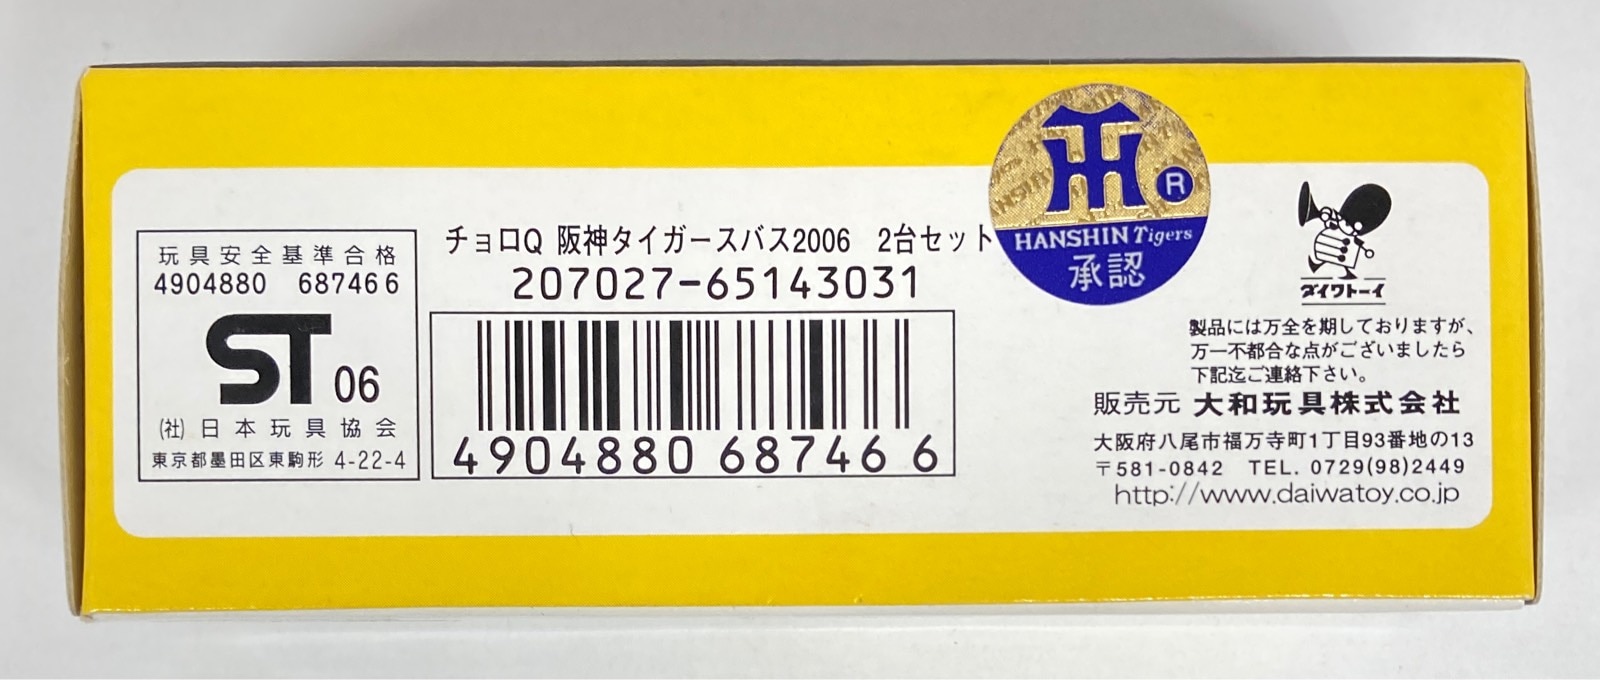 玩具安全基準合格
4904880 687466
ST 06
(社)日本玩具協会
東京都墨田区東駒形 4-22-4
チョロQ 阪神タイガースバス2006 2台セット
207027-65143031
4904880687466
HT
R
HANSHIN Tigers
承認
ダイワトーイ
製品には万全を期しておりますが、
万一不都合な点がございましたら
下記迄ご連絡下さい。
販売元 大和玩具株式会社
大阪府八尾市福万寺町1丁目93番地の13
〒581-0842 TEL. 0729(98)2449
http://www.daiwatoy.co.jp